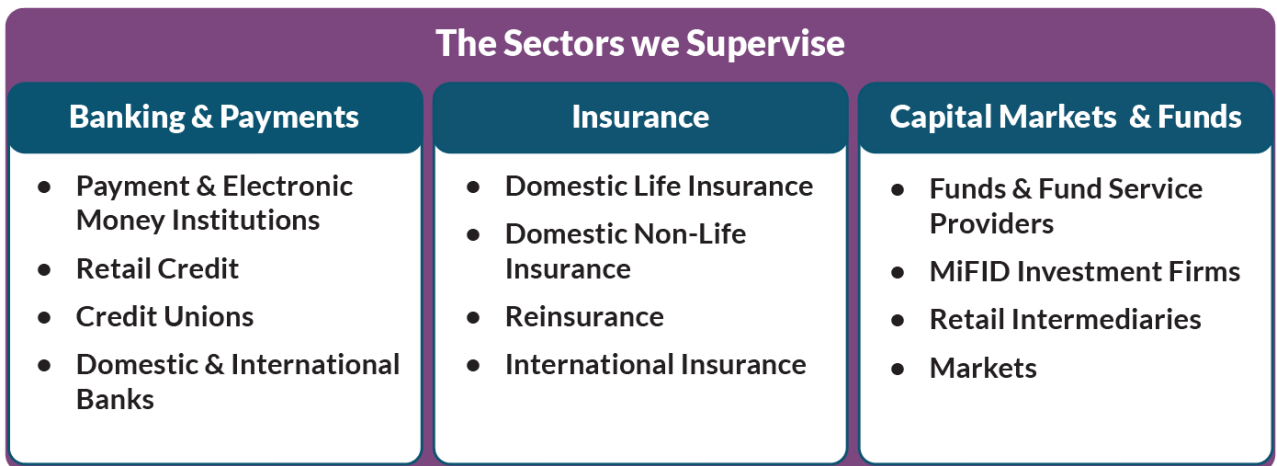 The Sectors we Supervise
Banking & Payments
● Payment & Electronic
Money Institutions
● Retail Credit
● Credit Unions
● Domestic & International
Banks
Insurance
● Domestic Life Insurance
● Domestic Non-Life
Insurance
● Reinsurance
● International Insurance
Capital Markets & Funds
● Funds & Fund Service
Providers
● MiFID Investment Firms
● Retail Intermediaries
● Markets